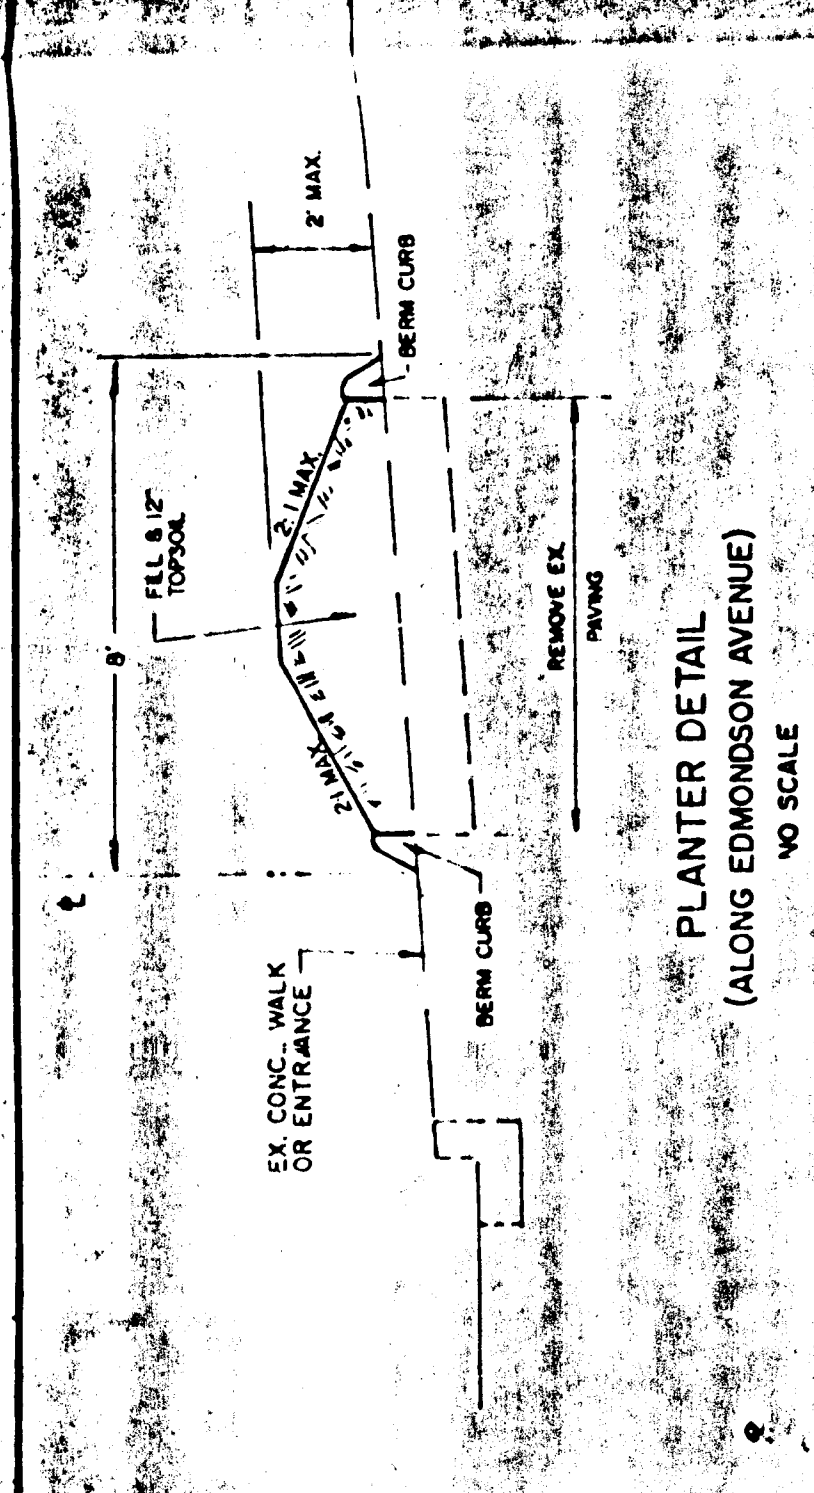 2' MAX.
BERM CURB
8'
FILL & 12"
TOPSOIL
2:1 MAX.
2:1 MAX.
REMOVE EX.
PAVING
EX. CONC. WALK
OR ENTRANCE
BERM CURB
PLANTER DETAIL
(ALONG EDMONDSON AVENUE)
NO SCALE